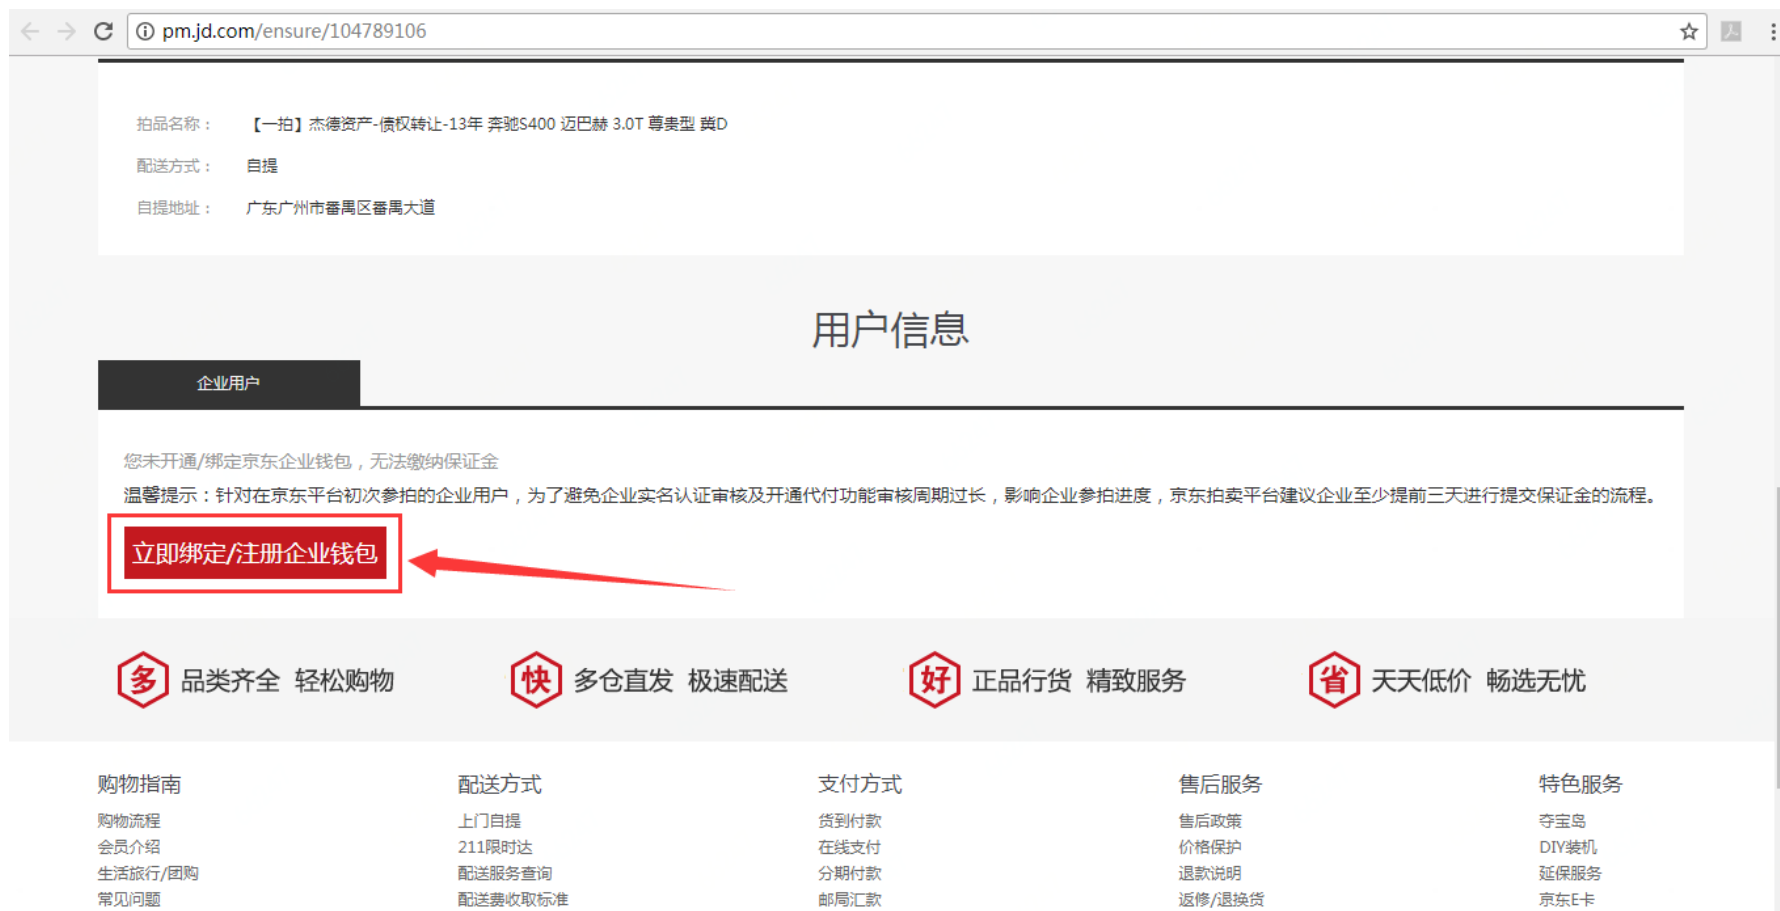 pm.jd.com/ensure/104789106
拍品名称： 【一拍】杰德资产-债权转让-13年 奔驰S400 迈巴赫 3.0T 尊贵型 冀D
配送方式： 自提
自提地址： 广东广州市番禺区番禺大道
用户信息
企业用户
您未开通/绑定京东企业钱包，无法缴纳保证金
温馨提示：针对在京东平台初次参拍的企业用户，为了避免企业实名认证审核及开通代付功能审核周期过长，影响企业参拍进度，京东拍卖平台建议企业至少提前三天进行提交保证金的流程。
立即绑定/注册企业钱包
多 品类齐全 轻松购物 快 多仓直发 极速配送 好 正品行货 精致服务 省 天天低价 畅选无忧
购物指南 配送方式 支付方式 售后服务 特色服务
购物流程 上门自提 货到付款 售后政策 夺宝岛
会员介绍 211限时达 在线支付 价格保护 DIY装机
生活旅行/团购 配送服务查询 分期付款 退款说明 延保服务
常见问题 配送费收取标准 邮局汇款 返修/退换货 京东E卡